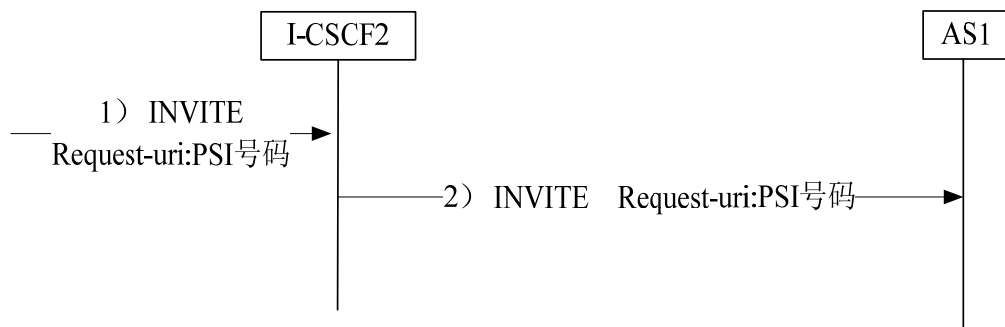 I-CSCF2
AS1
1） INVITE
Request-uri:PSI号码
2） INVITE Request-uri:PSI号码